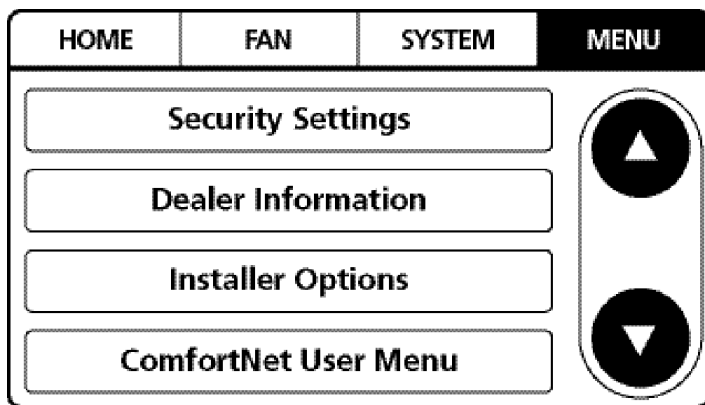 HOME FAN SYSTEM MENU
Security Settings
Dealer Information
Installer Options
ComfortNet User Menu